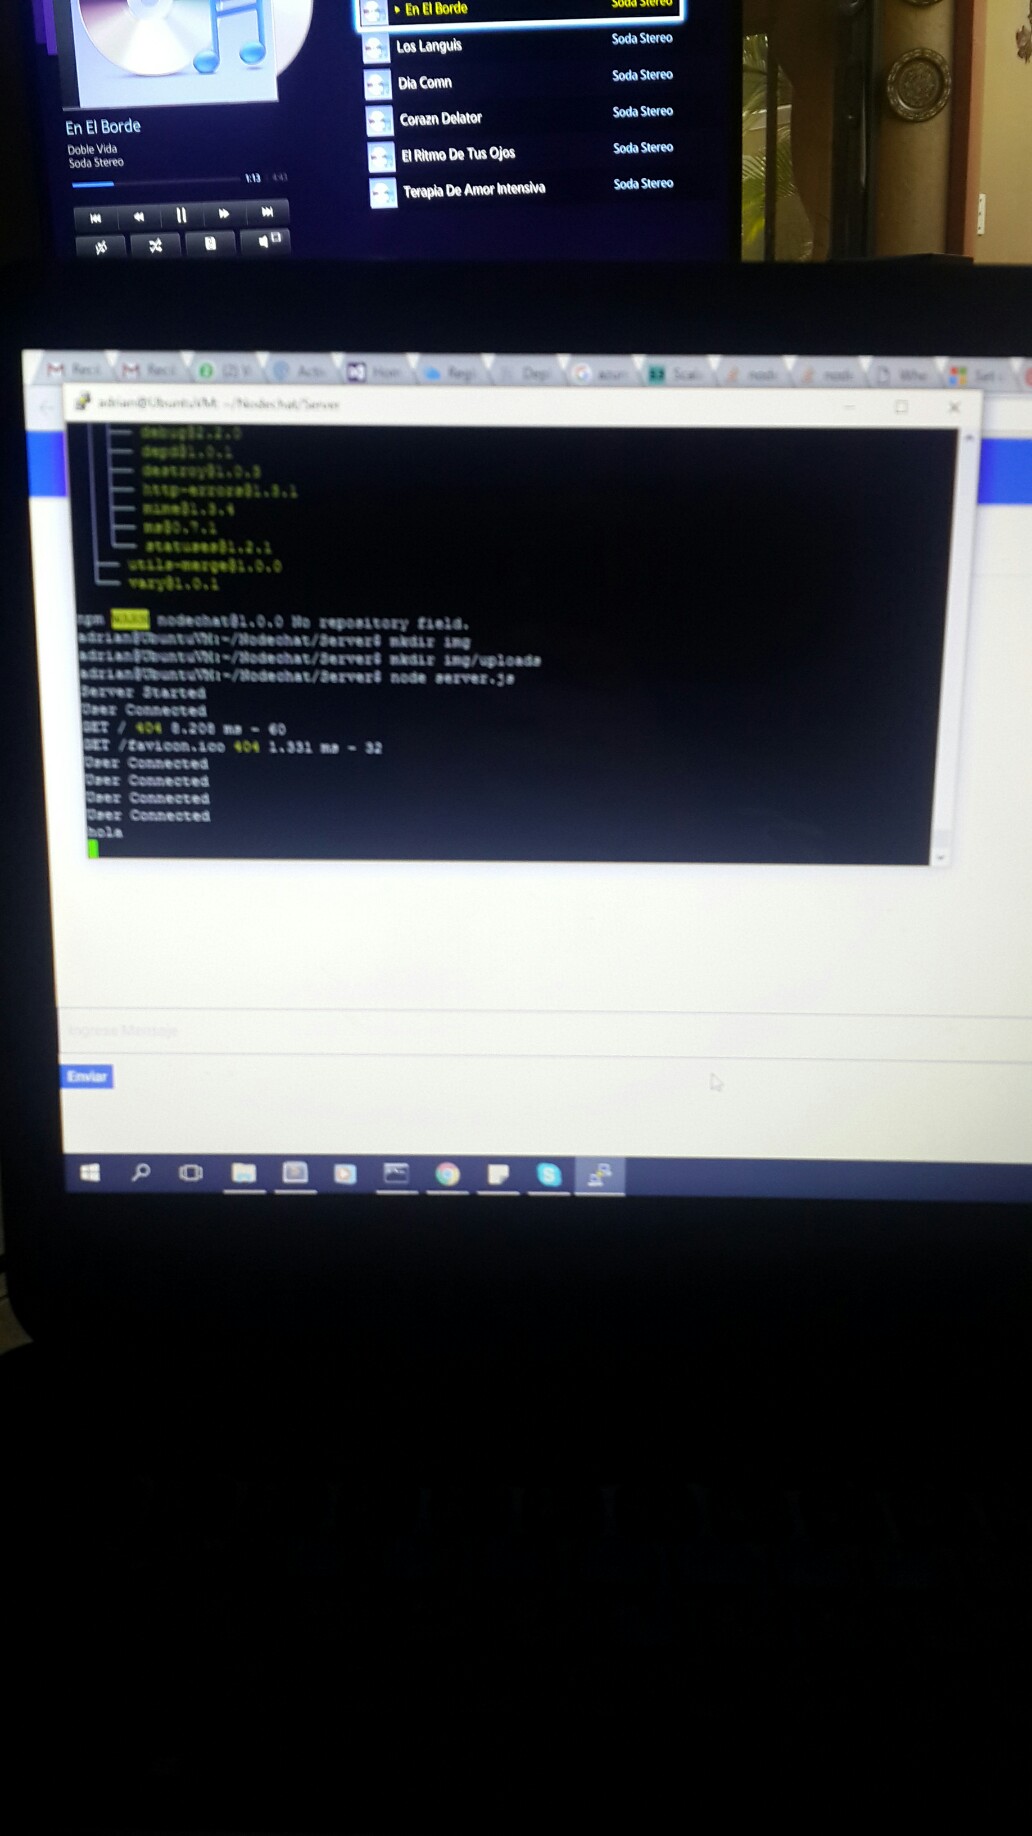 En El Borde Soda Stereo
Los Languis Soda Stereo
Dia Comn Soda Stereo
Corazn Delator Soda Stereo
El Ritmo De Tus Ojos Soda Stereo
Terapia De Amor Intensiva Soda Stereo
En El Borde
Doble Vida
Soda Stereo
1:13 4:43
adrian@UbuntuVM: ~/Nodechat/Server
debug@2.2.0
depd@1.0.1
destroy@1.0.3
http-errors@1.3.1
mime@1.3.4
ms@0.7.1
statuses@1.2.1
utils-merge@1.0.0
vary@1.0.1
npm WARN nodechat@1.0.0 No repository field.
adrian@UbuntuVM:~/Nodechat/Server$ mkdir img
adrian@UbuntuVM:~/Nodechat/Server$ mkdir img/uploads
adrian@UbuntuVM:~/Nodechat/Server$ node server.js
Server Started
User Connected
GET / 404 8.208 ms - 60
GET /favicon.ico 404 1.331 ms - 32
User Connected
User Connected
User Connected
User Connected
hola
Ingrese Mensaje
Enviar